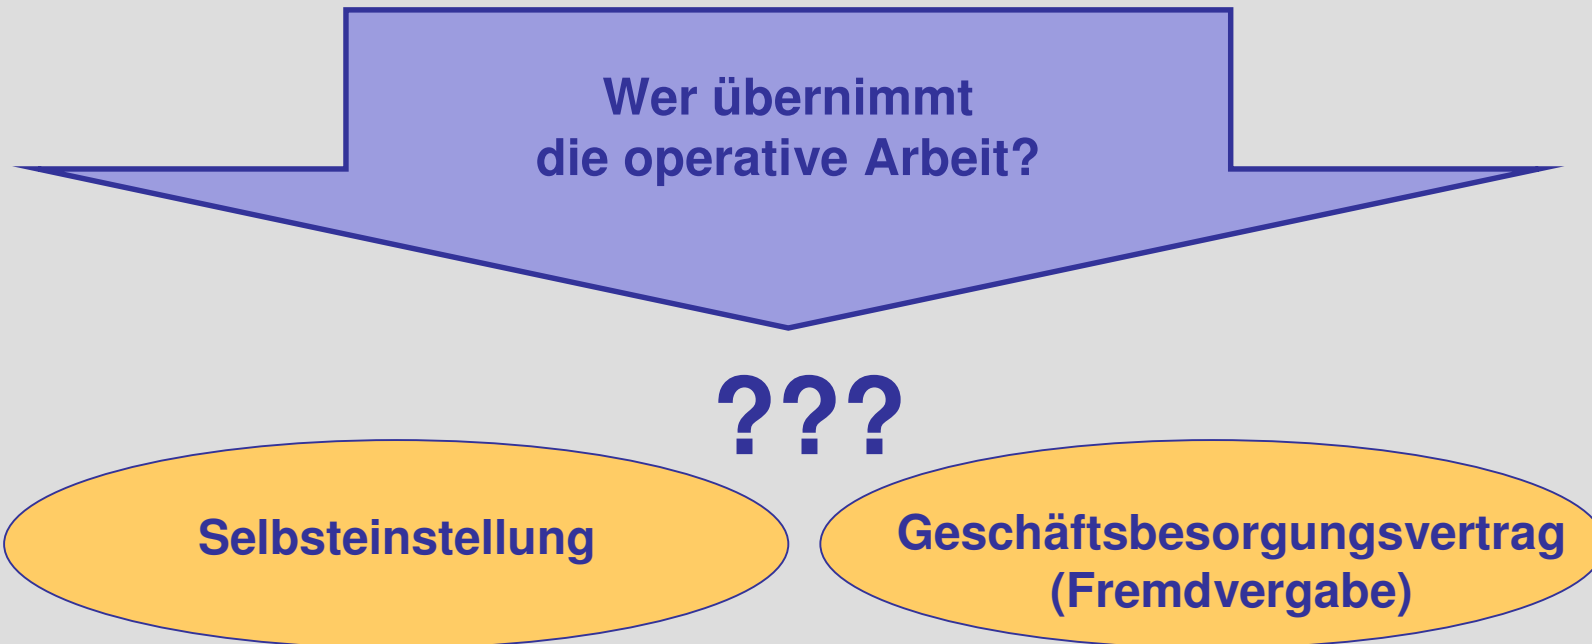 Wer übernimmt
die operative Arbeit?
???
Selbsteinstellung
Geschäftsbesorgungsvertrag
(Fremdvergabe)